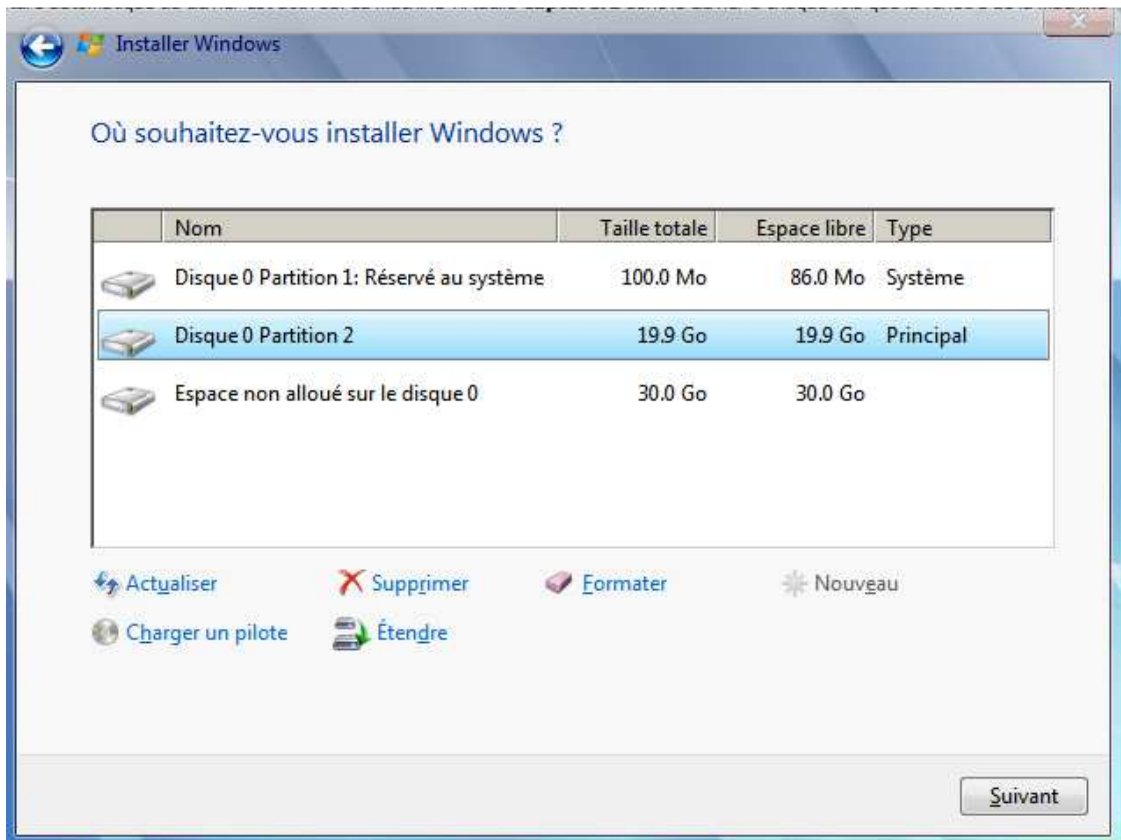 Installer Windows
Où souhaitez-vous installer Windows ?
Nom Taille totale Espace libre Type
Disque 0 Partition 1: Réservé au système 100.0 Mo 86.0 Mo Système
Disque 0 Partition 2 19.9 Go 19.9 Go Principal
Espace non alloué sur le disque 0 30.0 Go 30.0 Go
Actualiser Supprimer Formater Nouveau
Charger un pilote Étendre
Suivant